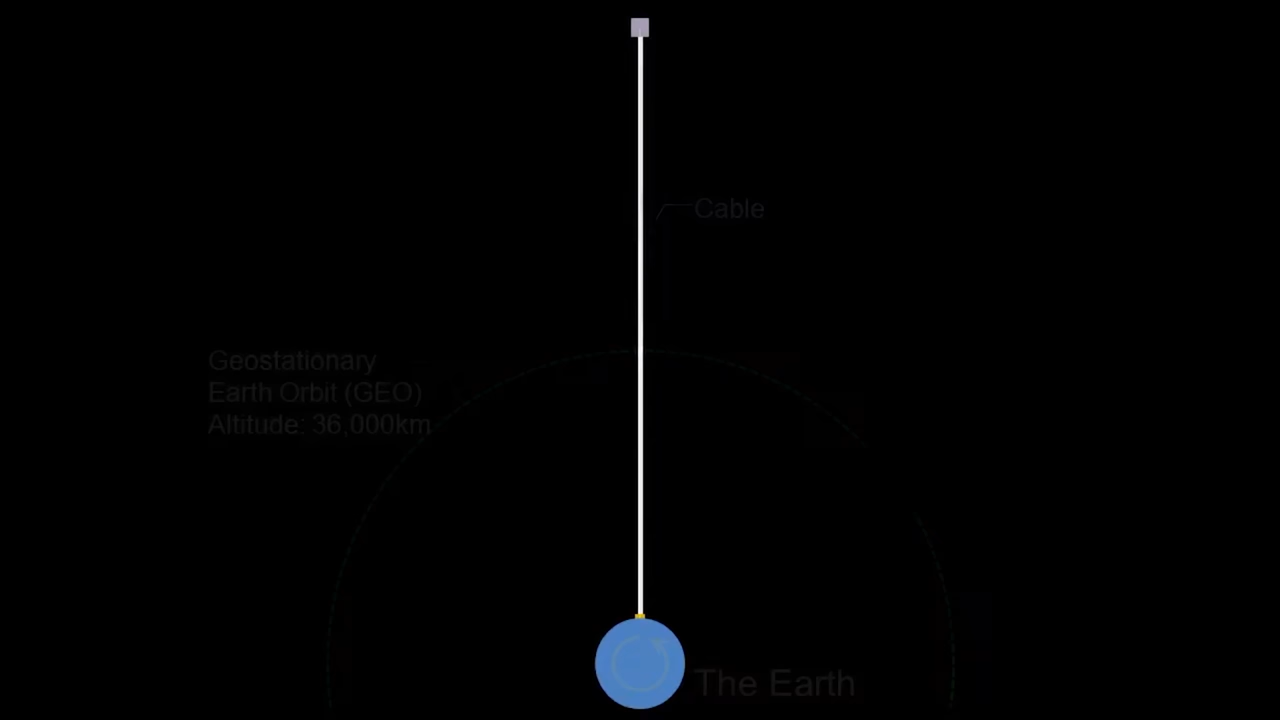 Cable
Geostationary
Earth Orbit (GEO)
Altitude: 36,000km
The Earth